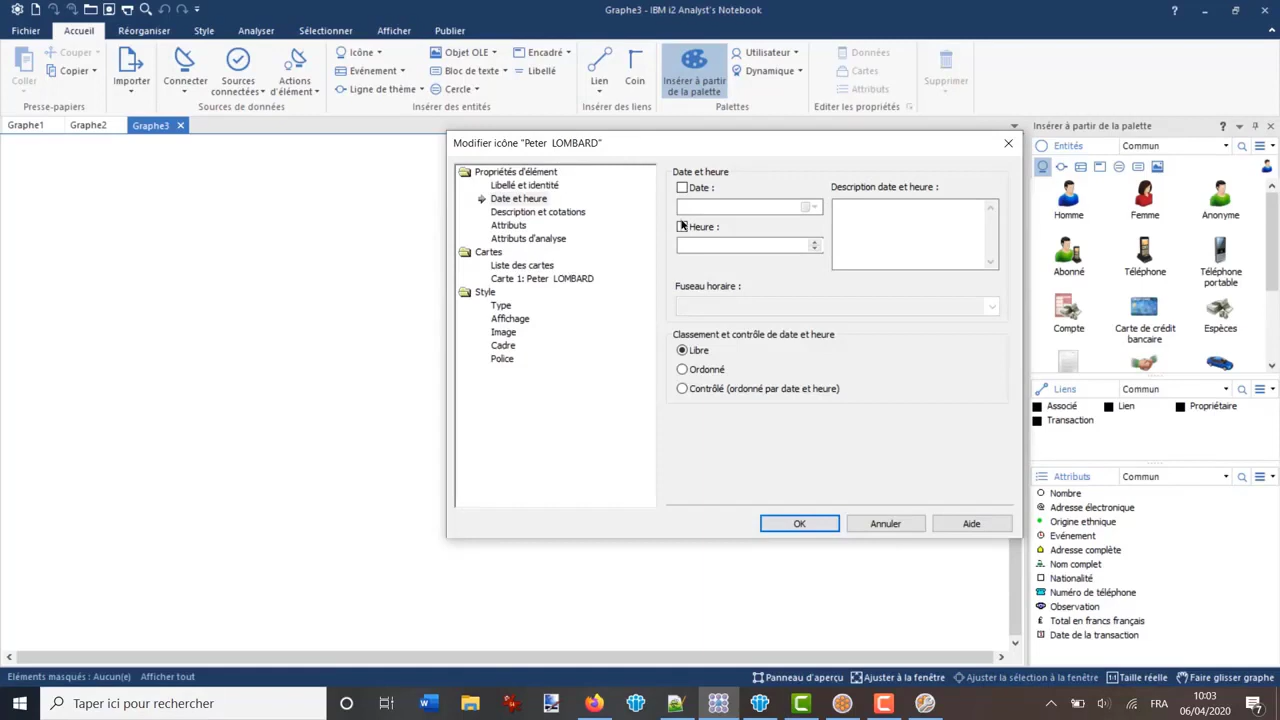 Graphe3 - IBM i2 Analyst's Notebook
Fichier Accueil Réorganiser Style Analyser Sélectionner Afficher Publier
Coller
Couper
Copier
Presse-papiers
Importer
Connecter
Sources connectées
Actions d'élément
Sources de données
Icône
Evénement
Ligne de thème
Objet OLE
Bloc de texte
Cercle
Encadré
Libellé
Insérer des entités
Lien
Coin
Insérer des liens
Insérer à partir de la palette
Utilisateur
Dynamique
Palettes
Données
Cartes
Attributs
Editer les propriétés
Supprimer
Graphe1 Graphe2 Graphe3
Modifier icône "Peter LOMBARD"
Propriétés d'élément
Libellé et identité
Date et heure
Description et cotations
Attributs
Attributs d'analyse
Cartes
Liste des cartes
Carte 1: Peter LOMBARD
Style
Type
Affichage
Image
Cadre
Police
Date et heure
Date :
Heure :
Description date et heure :
Fuseau horaire :
Classement et contrôle de date et heure
Libre
Ordonné
Contrôlé (ordonné par date et heure)
OK Annuler Aide
Insérer à partir de la palette
Entités Commun
Homme Femme Anonyme
Abonné Téléphone Téléphone portable
Compte Carte de crédit bancaire Espèces
Liens Commun
Associé Lien Propriétaire
Transaction
Attributs Commun
Nombre
Adresse électronique
Origine ethnique
Evénement
Adresse complète
Nom complet
Nationalité
Numéro de téléphone
Observation
Total en francs français
Date de la transaction
Eléments masqués : Aucun(e) Afficher tout
Panneau d'aperçu Ajuster à la fenêtre Ajuster la sélection à la fenêtre Taille réelle Faire glisser graphe
Taper ici pour rechercher
FRA
10:03
06/04/2020
7